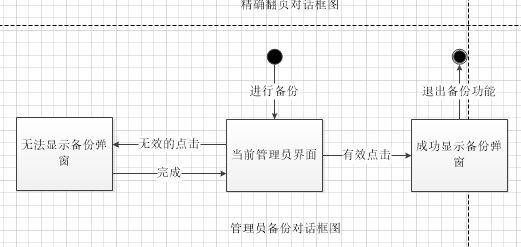 精确翻页对话框图
进行备份
退出备份功能
无法显示备份弹
窗
无效的点击
完成
当前管理员界面
有效点击
成功显示备份弹
窗
管理员备份对话框图